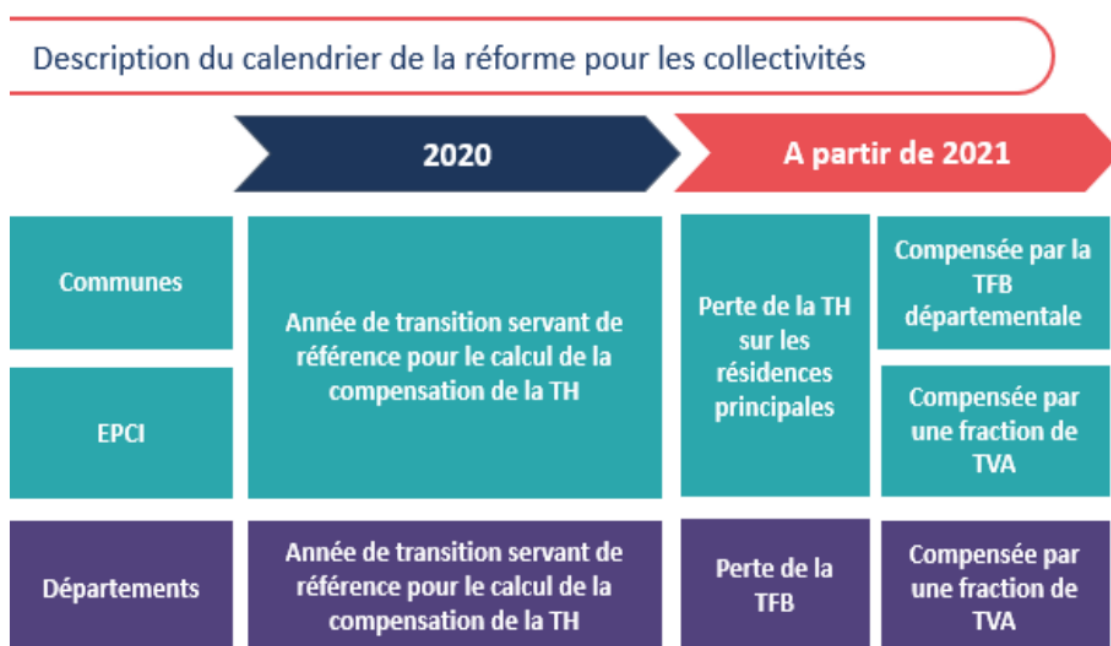 Description du calendrier de la réforme pour les collectivités
2020
A partir de 2021
Communes
EPCI
Année de transition servant de
référence pour le calcul de la
compensation de la TH
Perte de la TH
sur les
résidences
principales
Compensée par la
TFB
départementale
Compensée par
une fraction de
TVA
Départements
Année de transition servant de
référence pour le calcul de la
compensation de la TH
Perte de la
TFB
Compensée par
une fraction de
TVA